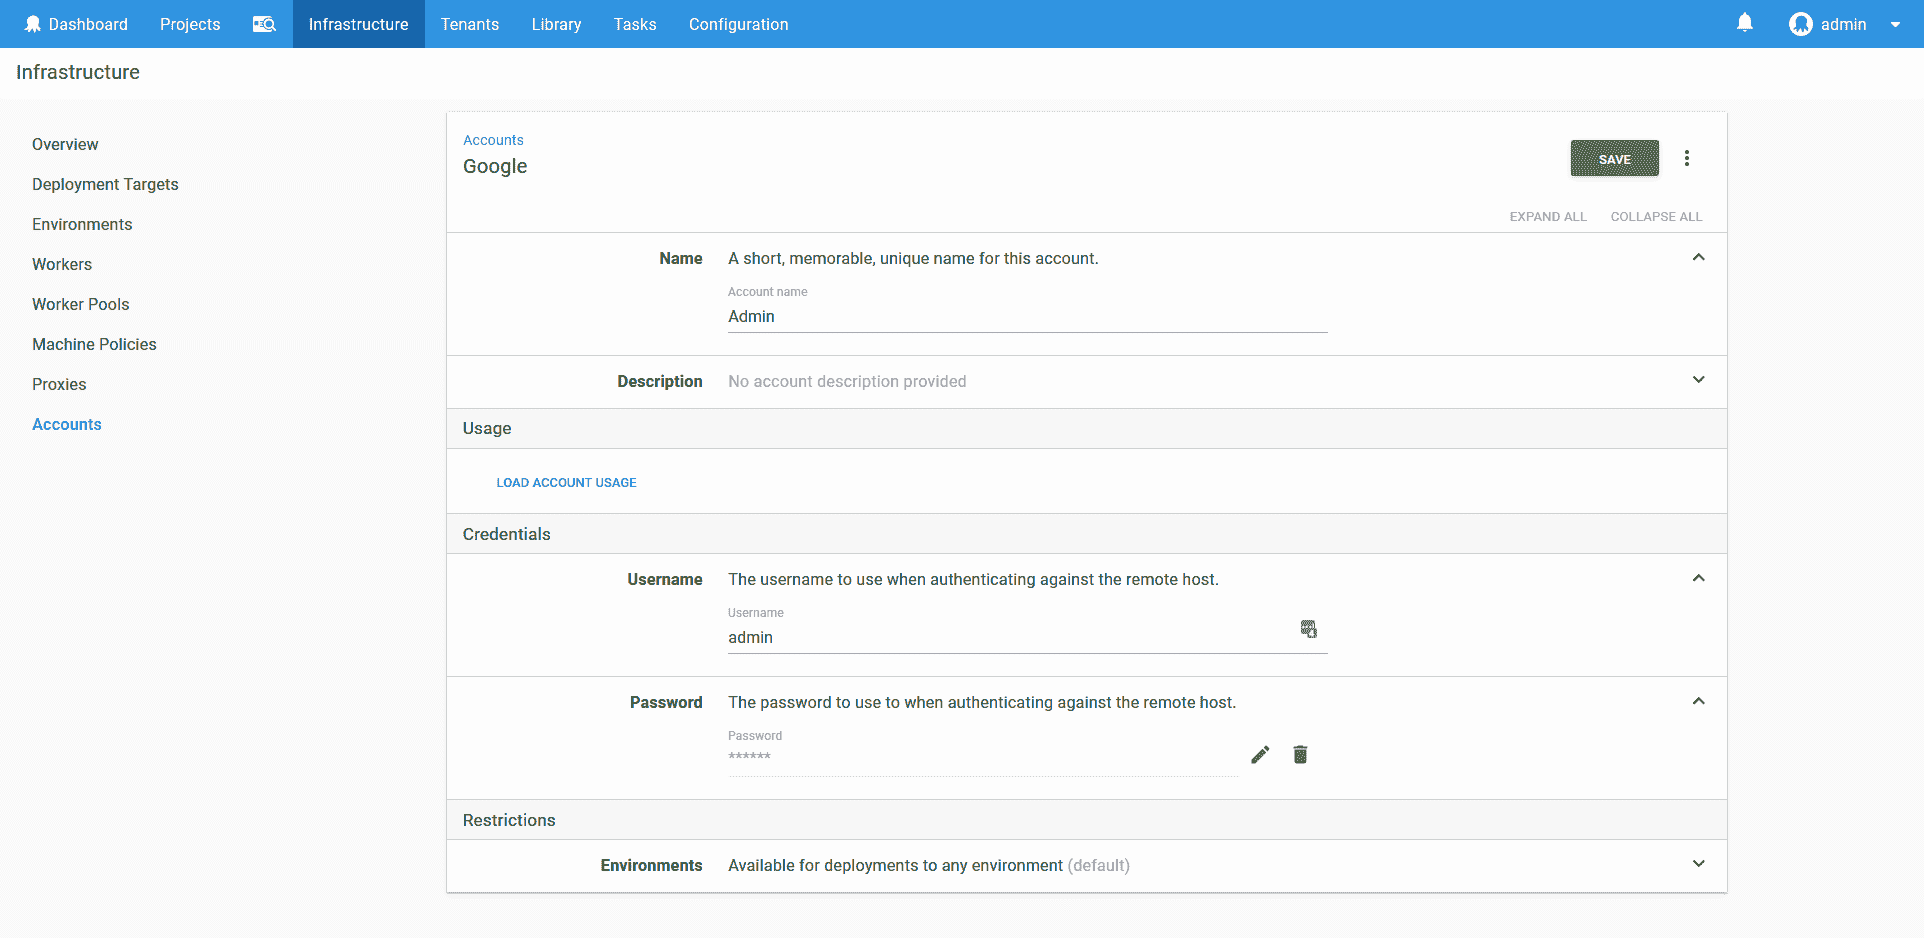 Dashboard Projects Infrastructure Tenants Library Tasks Configuration admin
Infrastructure
Overview
Deployment Targets
Environments
Workers
Worker Pools
Machine Policies
Proxies
Accounts
Accounts
Google
SAVE
EXPAND ALL COLLAPSE ALL
Name A short, memorable, unique name for this account.
Account name
Admin
Description No account description provided
Usage
LOAD ACCOUNT USAGE
Credentials
Username The username to use when authenticating against the remote host.
Username
admin
Password The password to use to when authenticating against the remote host.
Password
******
Restrictions
Environments Available for deployments to any environment (default)